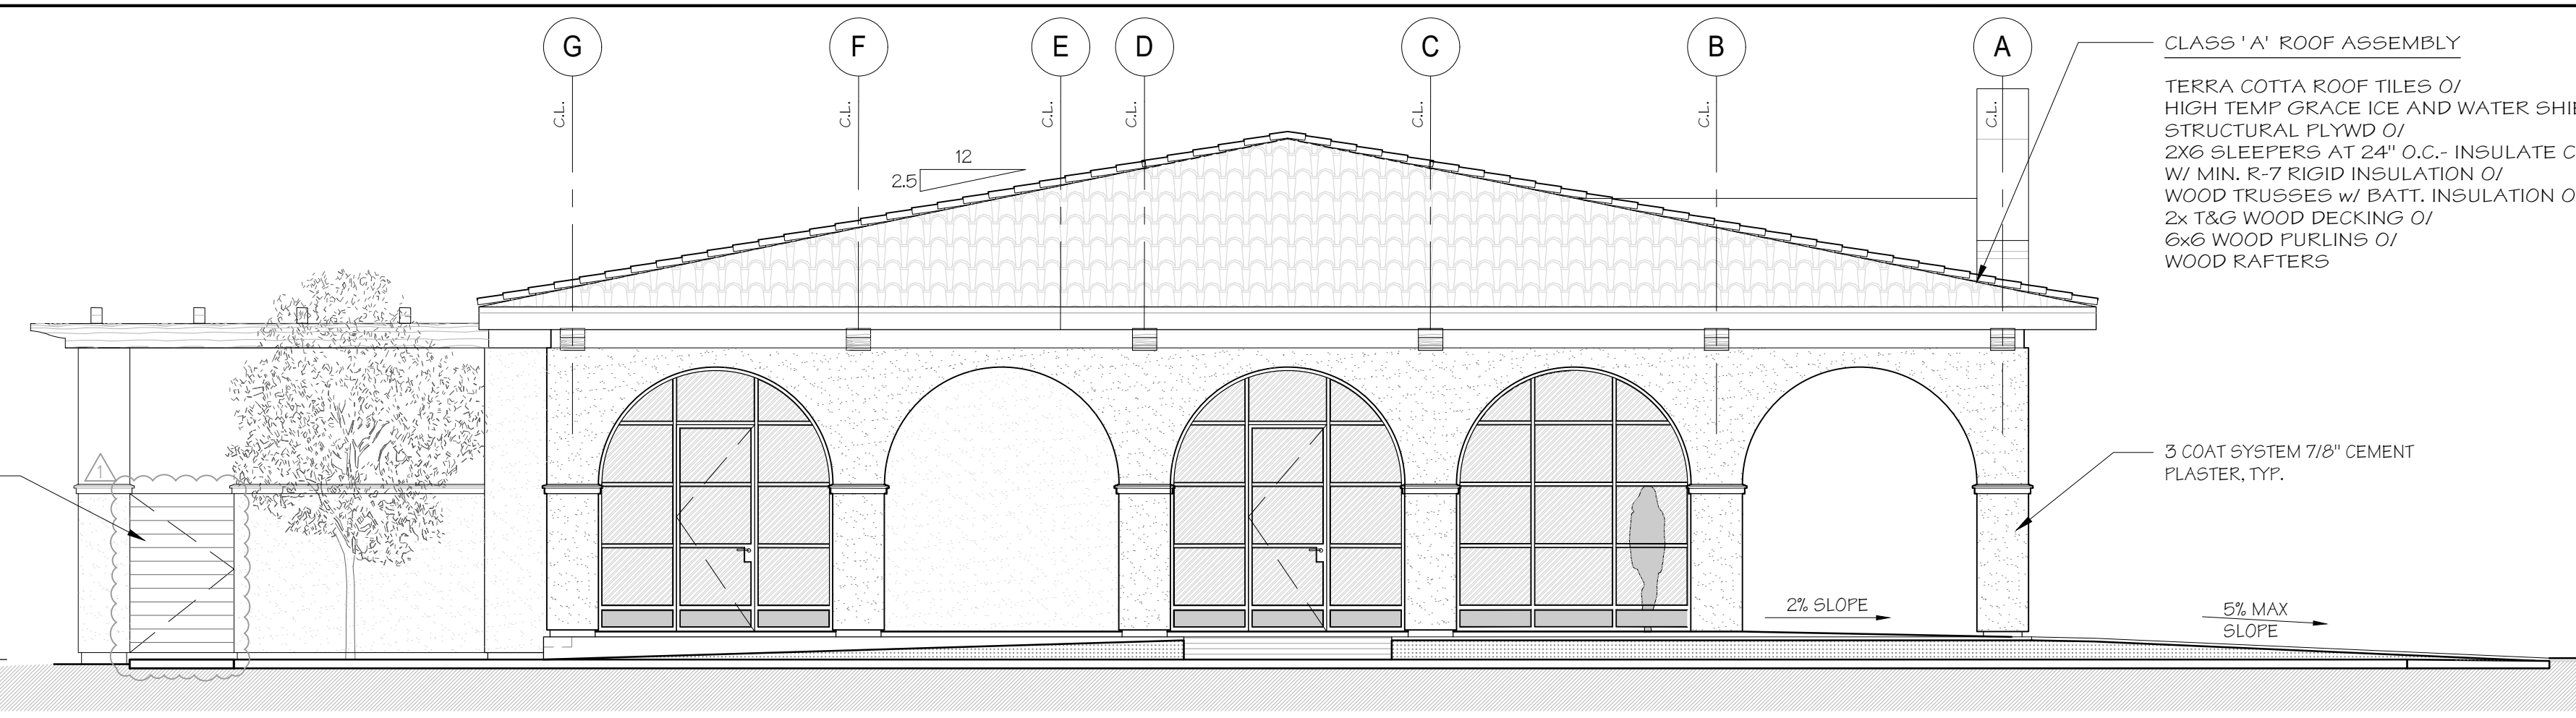 G F E D C B A
C.L. C.L. C.L. C.L. C.L. C.L. C.L.
CLASS 'A' ROOF ASSEMBLY
TERRA COTTA ROOF TILES O/
HIGH TEMP GRACE ICE AND WATER
STRUCTURAL PLYWD O/
2X6 SLEEPERS AT 24" O.C.- INSULATE
W/ MIN. R-7 RIGID INSULATION O/
WOOD TRUSSES w/ BATT. INSULATION
2x T&G WOOD DECKING O/
6x6 WOOD PURLINS O/
WOOD RAFTERS
12
2.5
3 COAT SYSTEM 7/8" CEMENT
PLASTER, TYP.
1
2% SLOPE
5% MAX
SLOPE